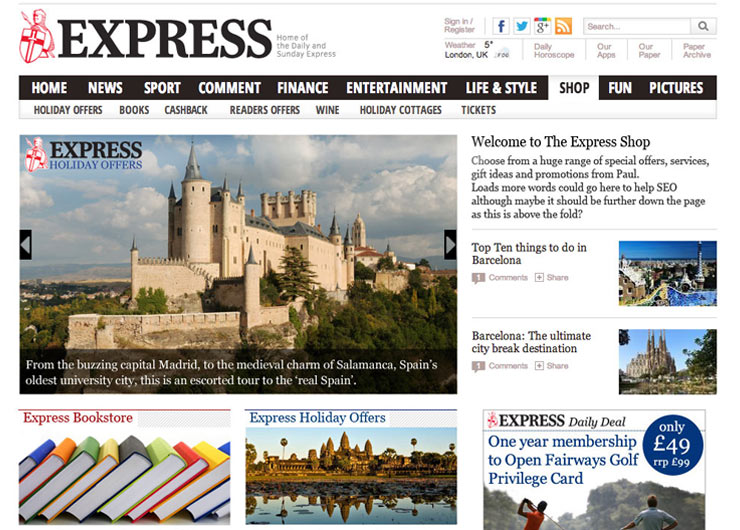 EXPRESS
Home of
the Daily and
Sunday Express
Sign in /
Register
Search...
Weather 5°
London, UK
Daily
Horoscope
Our
Apps
Our
Paper
Paper
Archive
HOME NEWS SPORT COMMENT FINANCE ENTERTAINMENT LIFE & STYLE SHOP FUN PICTURES
HOLIDAY OFFERS BOOKS CASHBACK READERS OFFERS WINE HOLIDAY COTTAGES TICKETS
EXPRESS
HOLIDAY OFFERS
From the buzzing capital Madrid, to the medieval charm of Salamanca, Spain's
oldest university city, this is an escorted tour to the 'real Spain'.
Welcome to The Express Shop
Choose from a huge range of special offers, services,
gift ideas and promotions from Paul.
Loads more words could go here to help SEO
although maybe it should be further down the page
as this is above the fold?
Top Ten things to do in
Barcelona
1 Comments Share
Barcelona: The ultimate
city break destination
1 Comments Share
Express Bookstore
Express Holiday Offers
EXPRESS Daily Deal
One year membership
to Open Fairways Golf
Privilege Card
only
£49
rrp £99